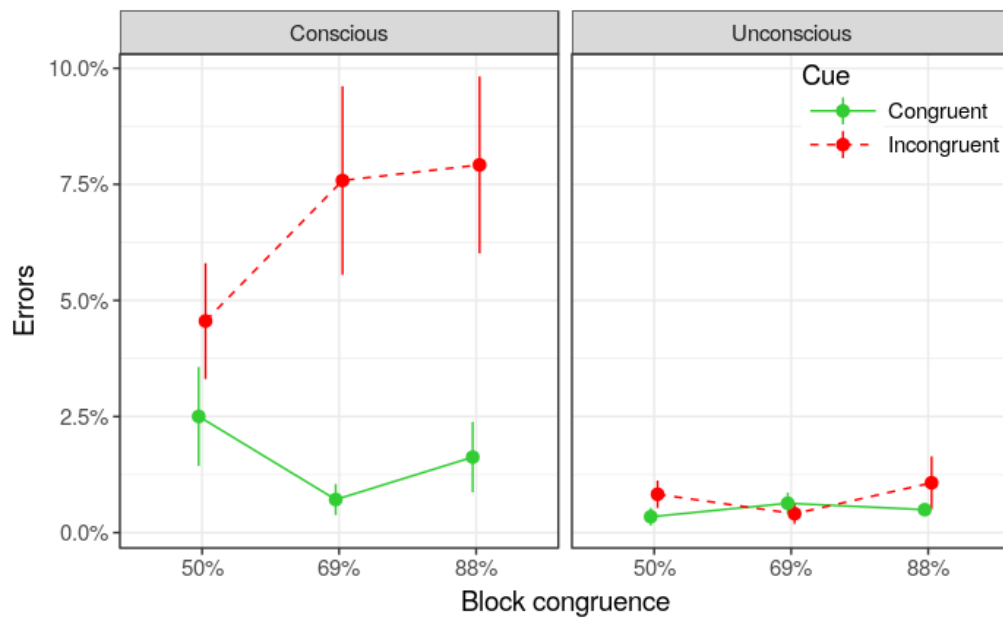 Conscious
Unconscious
10.0%
7.5%
5.0%
2.5%
0.0%
Errors
Cue
Congruent
Incongruent
50%
69%
88%
50%
69%
88%
Block congruence